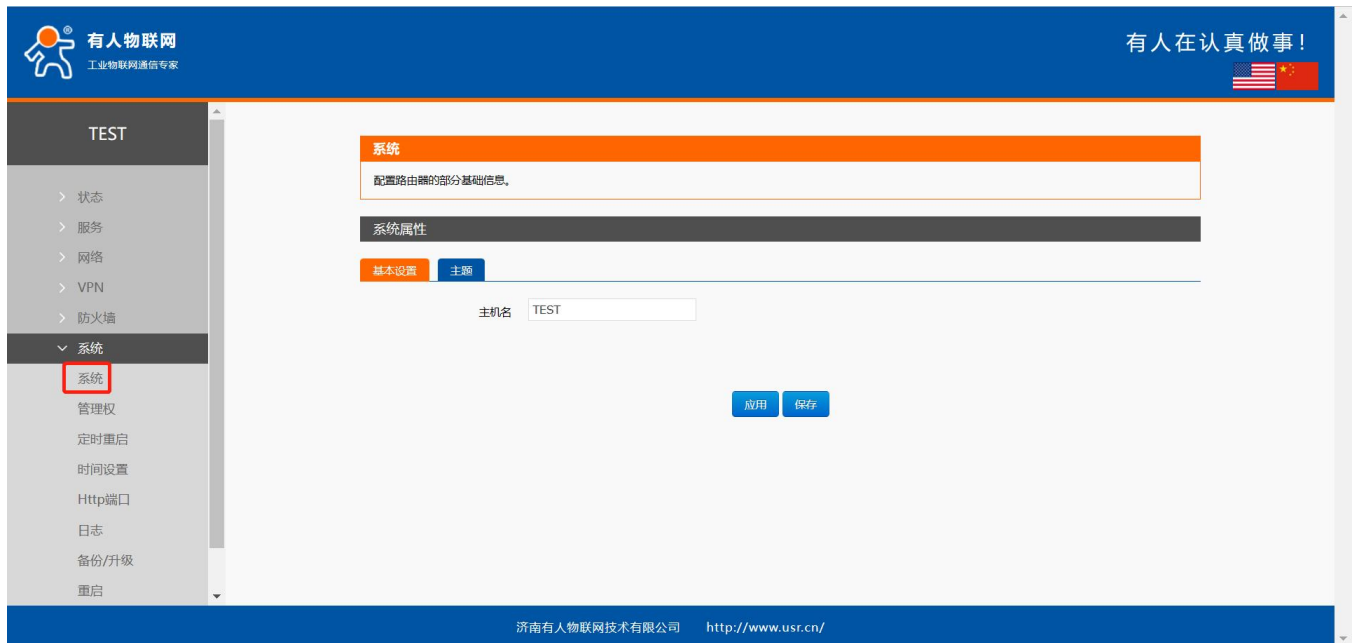 有人物联网
工业物联网通信专家
有人在认真做事！
TEST
状态
服务
网络
VPN
防火墙
系统
系统
管理权
定时重启
时间设置
Http端口
日志
备份/升级
重启
系统
配置路由器的部分基础信息。
系统属性
基本设置 主题
主机名 TEST
应用 保存
济南有人物联网技术有限公司 http://www.usr.cn/